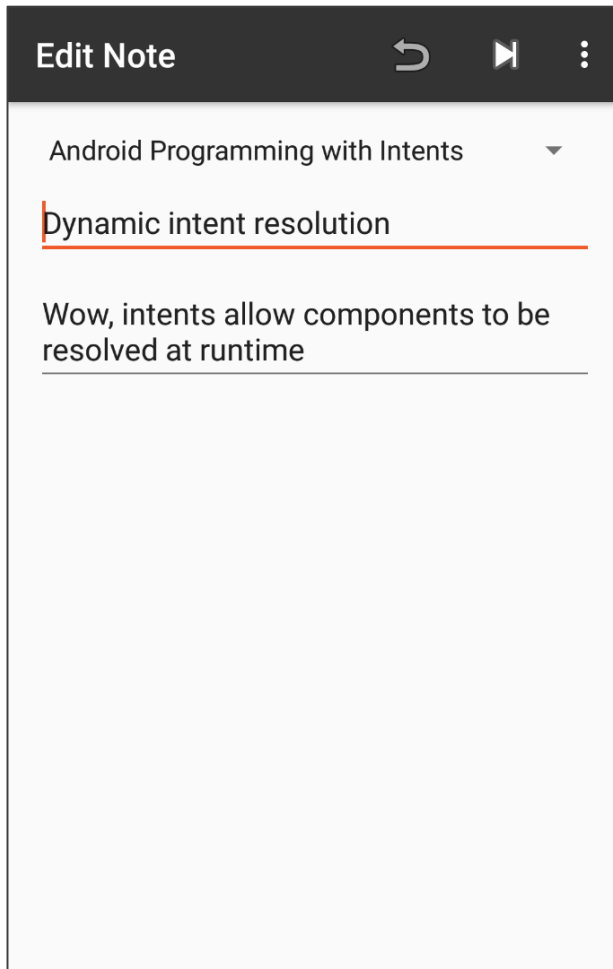 Edit Note
Android Programming with Intents
Dynamic intent resolution
Wow, intents allow components to be
resolved at runtime